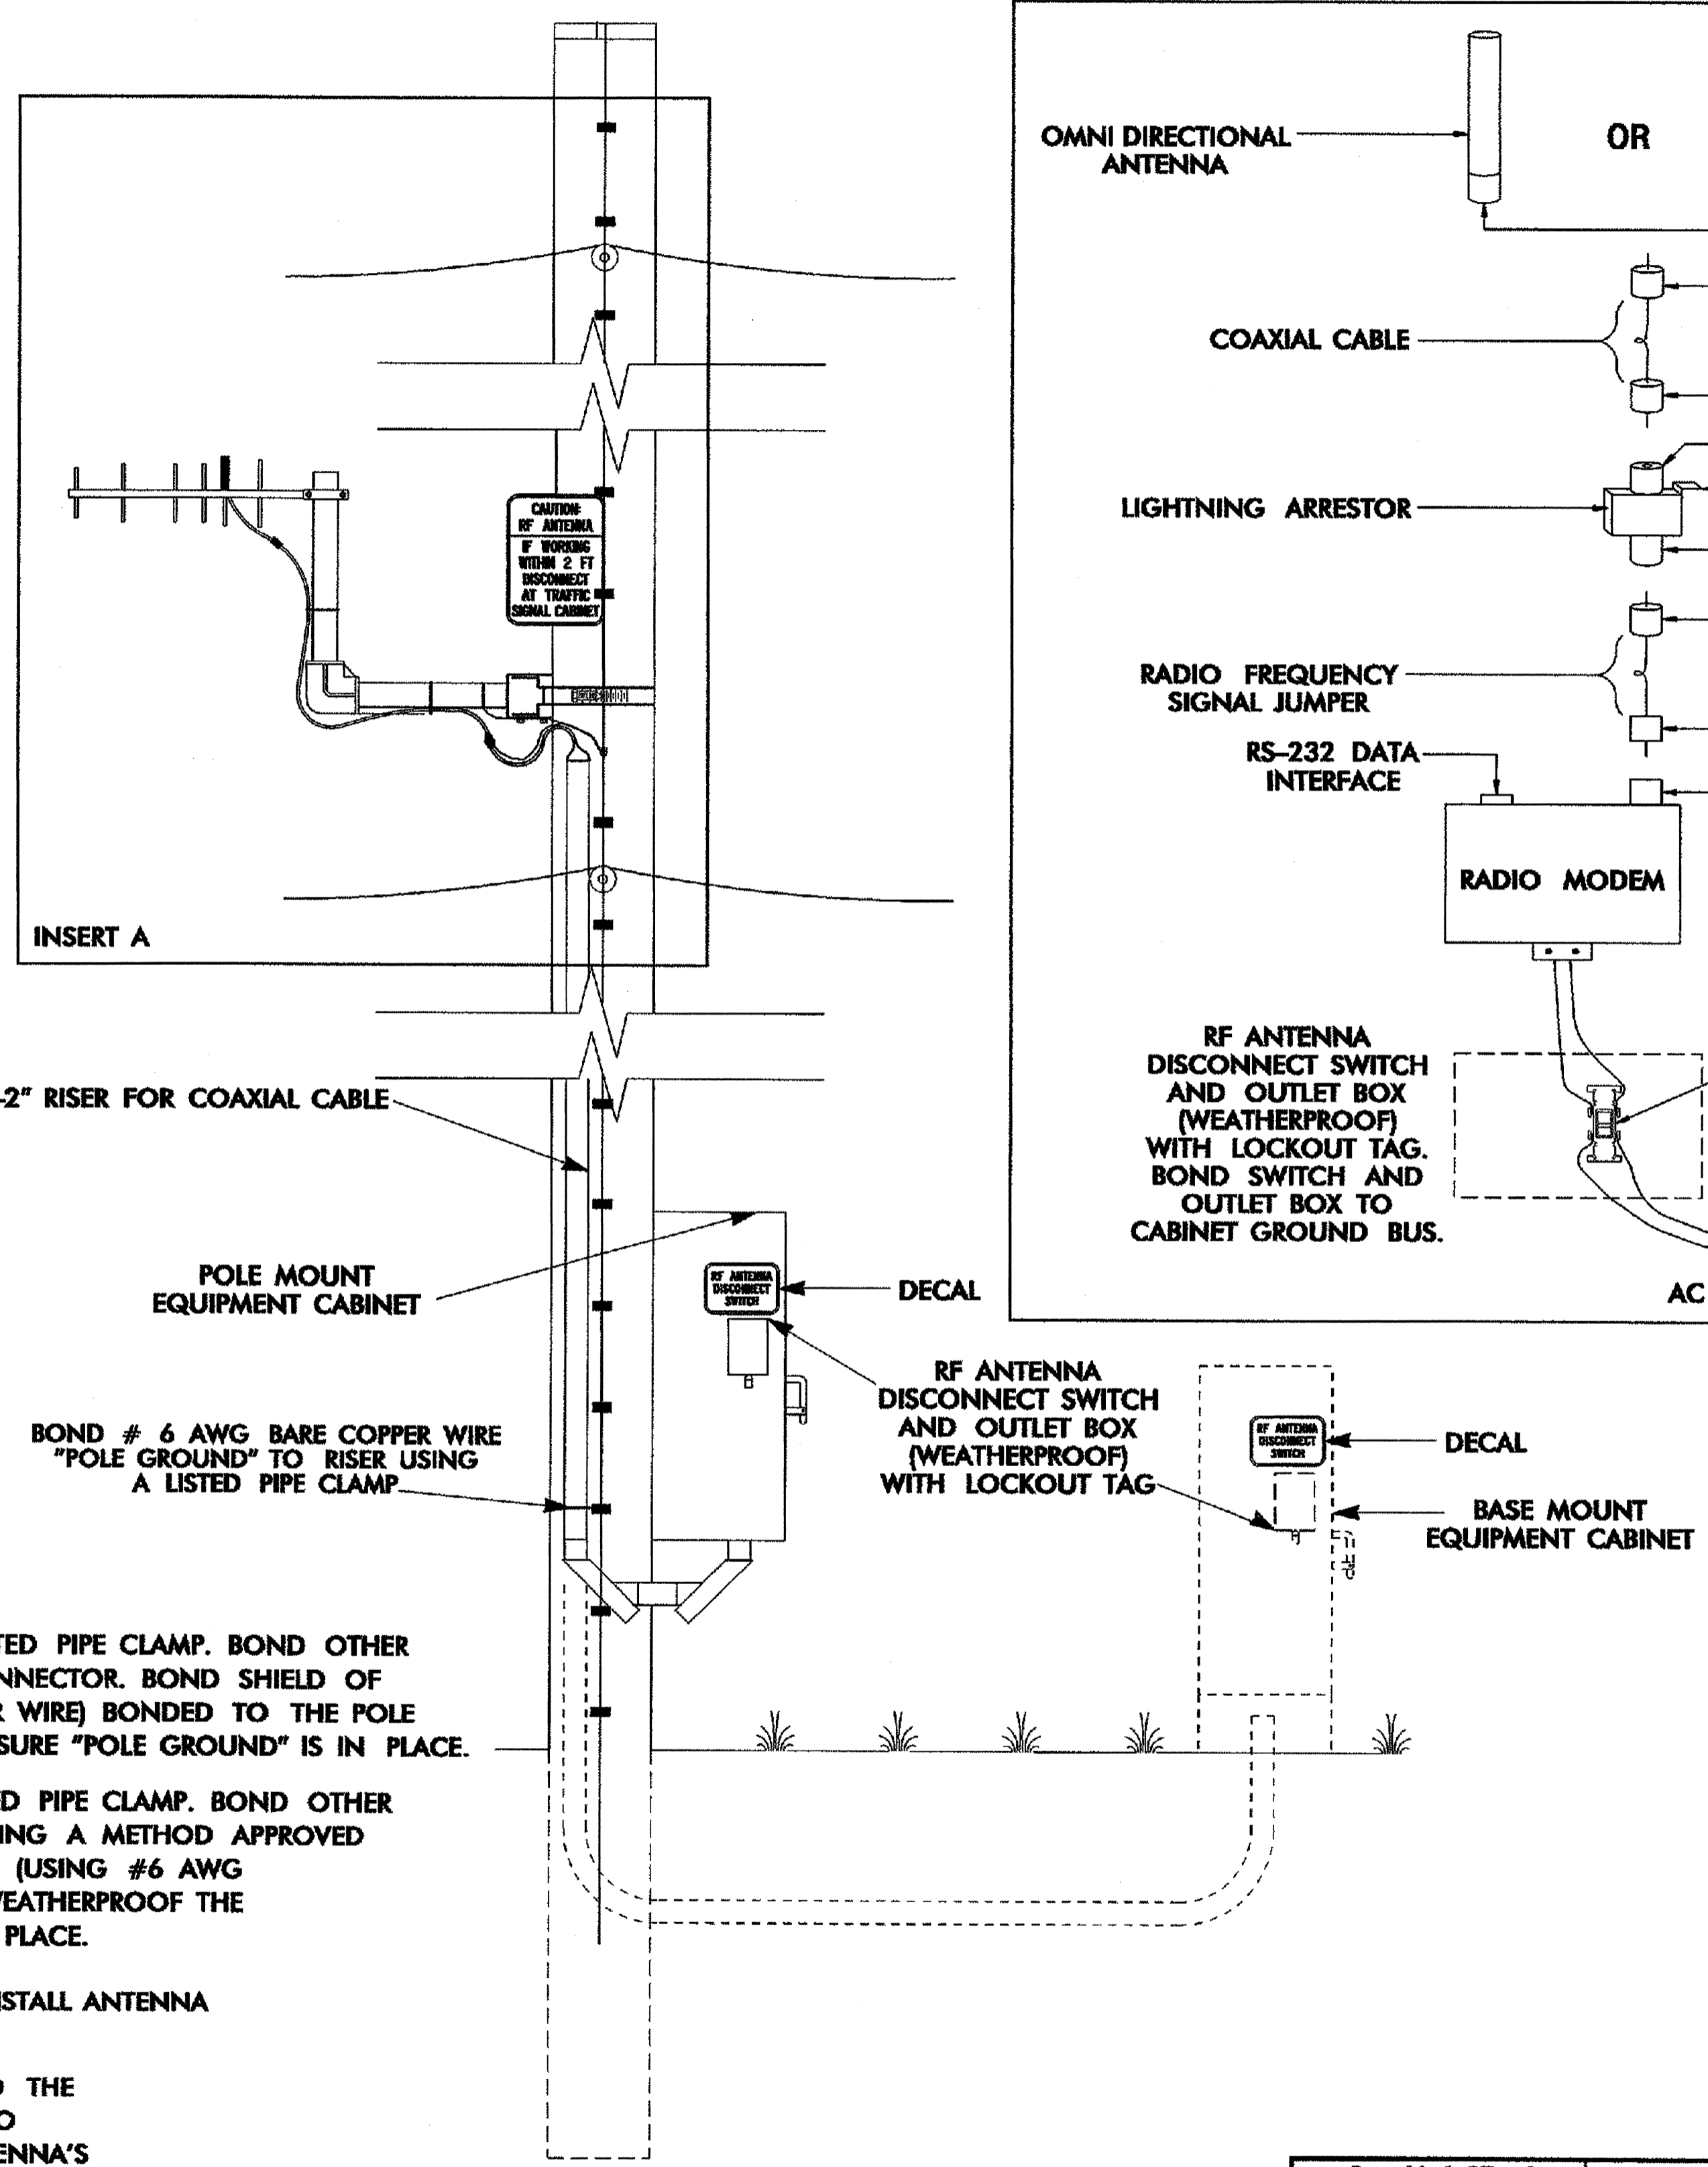 OMNI DIRECTIONAL
ANTENNA
OR
COAXIAL CABLE
LIGHTNING ARRESTOR
RADIO FREQUENCY
SIGNAL JUMPER
RS-232 DATA
INTERFACE
RADIO MODEM
RF ANTENNA
DISCONNECT SWITCH
AND OUTLET BOX
(WEATHERPROOF)
WITH LOCKOUT TAG.
BOND SWITCH AND
OUTLET BOX TO
CABINET GROUND BUS.
AC
CAUTION:
RF ANTENNA
IF WORKING
WITHIN 2 FT
DISCONNECT
AT TRAFFIC
SIGNAL CABINET
INSERT A
-2" RISER FOR COAXIAL CABLE
POLE MOUNT
EQUIPMENT CABINET
RF ANTENNA
DISCONNECT
SWITCH
DECAL
RF ANTENNA
DISCONNECT SWITCH
AND OUTLET BOX
(WEATHERPROOF)
WITH LOCKOUT TAG
BOND # 6 AWG BARE COPPER WIRE
"POLE GROUND" TO RISER USING
A LISTED PIPE CLAMP
RF ANTENNA
DISCONNECT
SWITCH
DECAL
BASE MOUNT
EQUIPMENT CABINET
TED PIPE CLAMP. BOND OTHER
NNECTOR. BOND SHIELD OF
R WIRE) BONDED TO THE POLE
SURE "POLE GROUND" IS IN PLACE.
ED PIPE CLAMP. BOND OTHER
ING A METHOD APPROVED
(USING #6 AWG
WEATHERPROOF THE
PLACE.
STALL ANTENNA
THE
O
ENNA'S